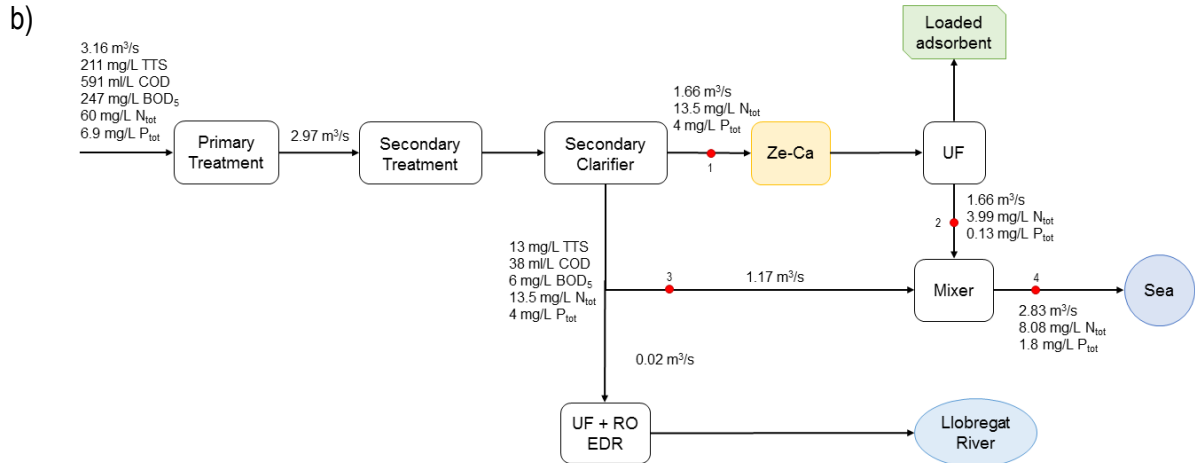 b)
3.16 m³/s
211 mg/L TTS
591 ml/L COD
247 mg/L BOD₅
60 mg/L Nₜₒₜ
6.9 mg/L Pₜₒₜ
Primary
Treatment
2.97 m³/s
Secondary
Treatment
Secondary
Clarifier
1.66 m³/s
13.5 mg/L Nₜₒₜ
4 mg/L Pₜₒₜ
1
Ze-Ca
UF
Loaded
adsorbent
2
1.66 m³/s
3.99 mg/L Nₜₒₜ
0.13 mg/L Pₜₒₜ
13 mg/L TTS
38 ml/L COD
6 mg/L BOD₅
13.5 mg/L Nₜₒₜ
4 mg/L Pₜₒₜ
3
1.17 m³/s
Mixer
4
2.83 m³/s
8.08 mg/L Nₜₒₜ
1.8 mg/L Pₜₒₜ
Sea
0.02 m³/s
UF + RO
EDR
Llobregat
River